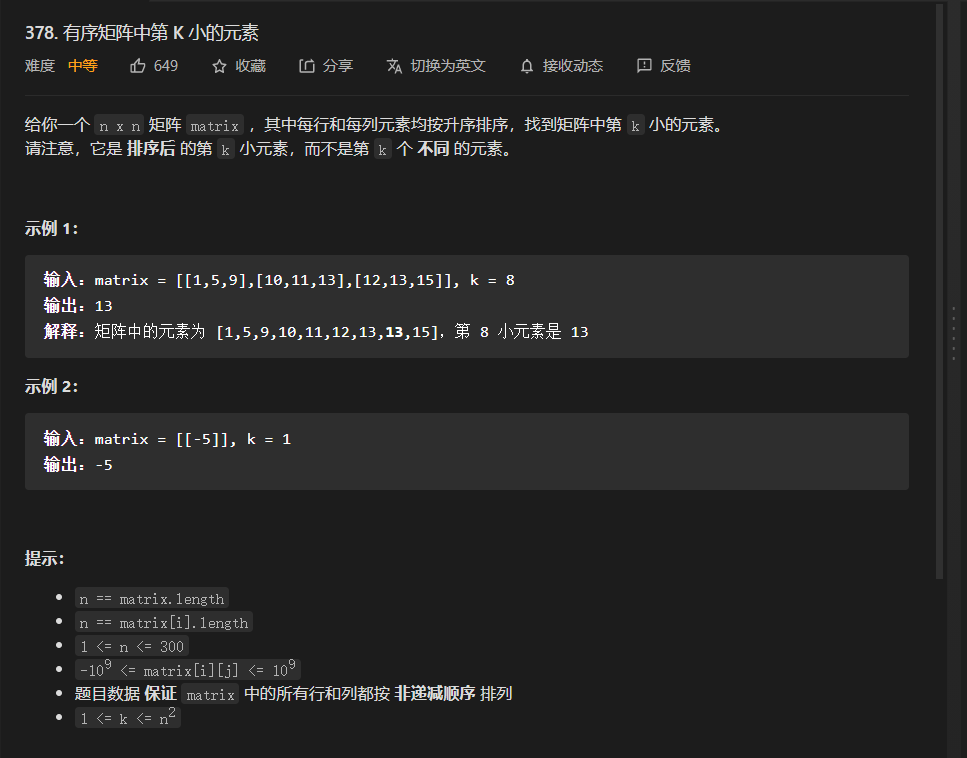 378. 有序矩阵中第 K 小的元素
难度 中等 649 收藏 分享 切换为英文 接收动态 反馈
给你一个 n x n 矩阵 matrix ，其中每行和每列元素均按升序排序，找到矩阵中第 k 小的元素。
请注意，它是 排序后 的第 k 小元素，而不是第 k 个 不同 的元素。
示例 1：
输入：matrix = [[1,5,9],[10,11,13],[12,13,15]], k = 8
输出：13
解释：矩阵中的元素为 [1,5,9,10,11,12,13,13,15]，第 8 小元素是 13
示例 2：
输入：matrix = [[-5]], k = 1
输出：-5
提示：
• n == matrix.length
• n == matrix[i].length
• 1 <= n <= 300
• -10⁹ <= matrix[i][j] <= 10⁹
• 题目数据 保证 matrix 中的所有行和列都按 非递减顺序 排列
• 1 <= k <= n²